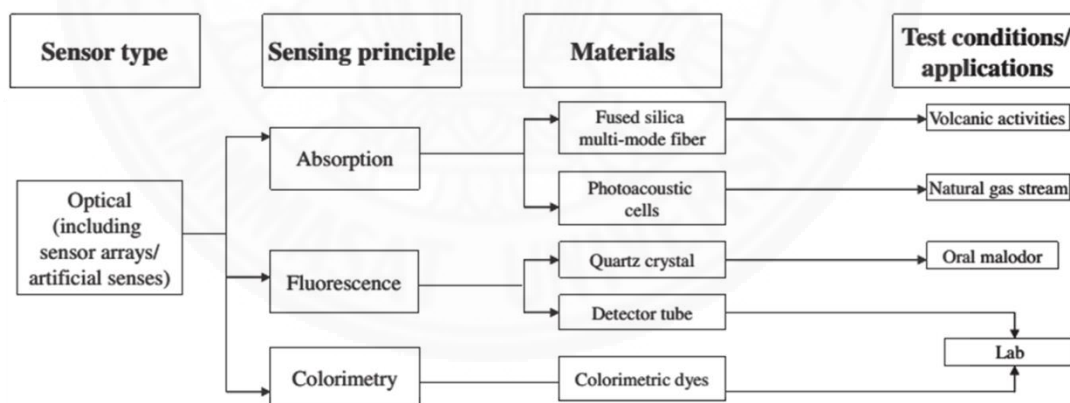 Sensor type
Sensing principle
Materials
Test conditions/
applications
Optical
(including
sensor arrays/
artificial senses)
Absorption
Fluorescence
Colorimetry
Fused silica
multi-mode fiber
Photoacoustic
cells
Quartz crystal
Detector tube
Colorimetric dyes
Volcanic activities
Natural gas stream
Oral malodor
Lab
THAMMASAT UNIVERSITY